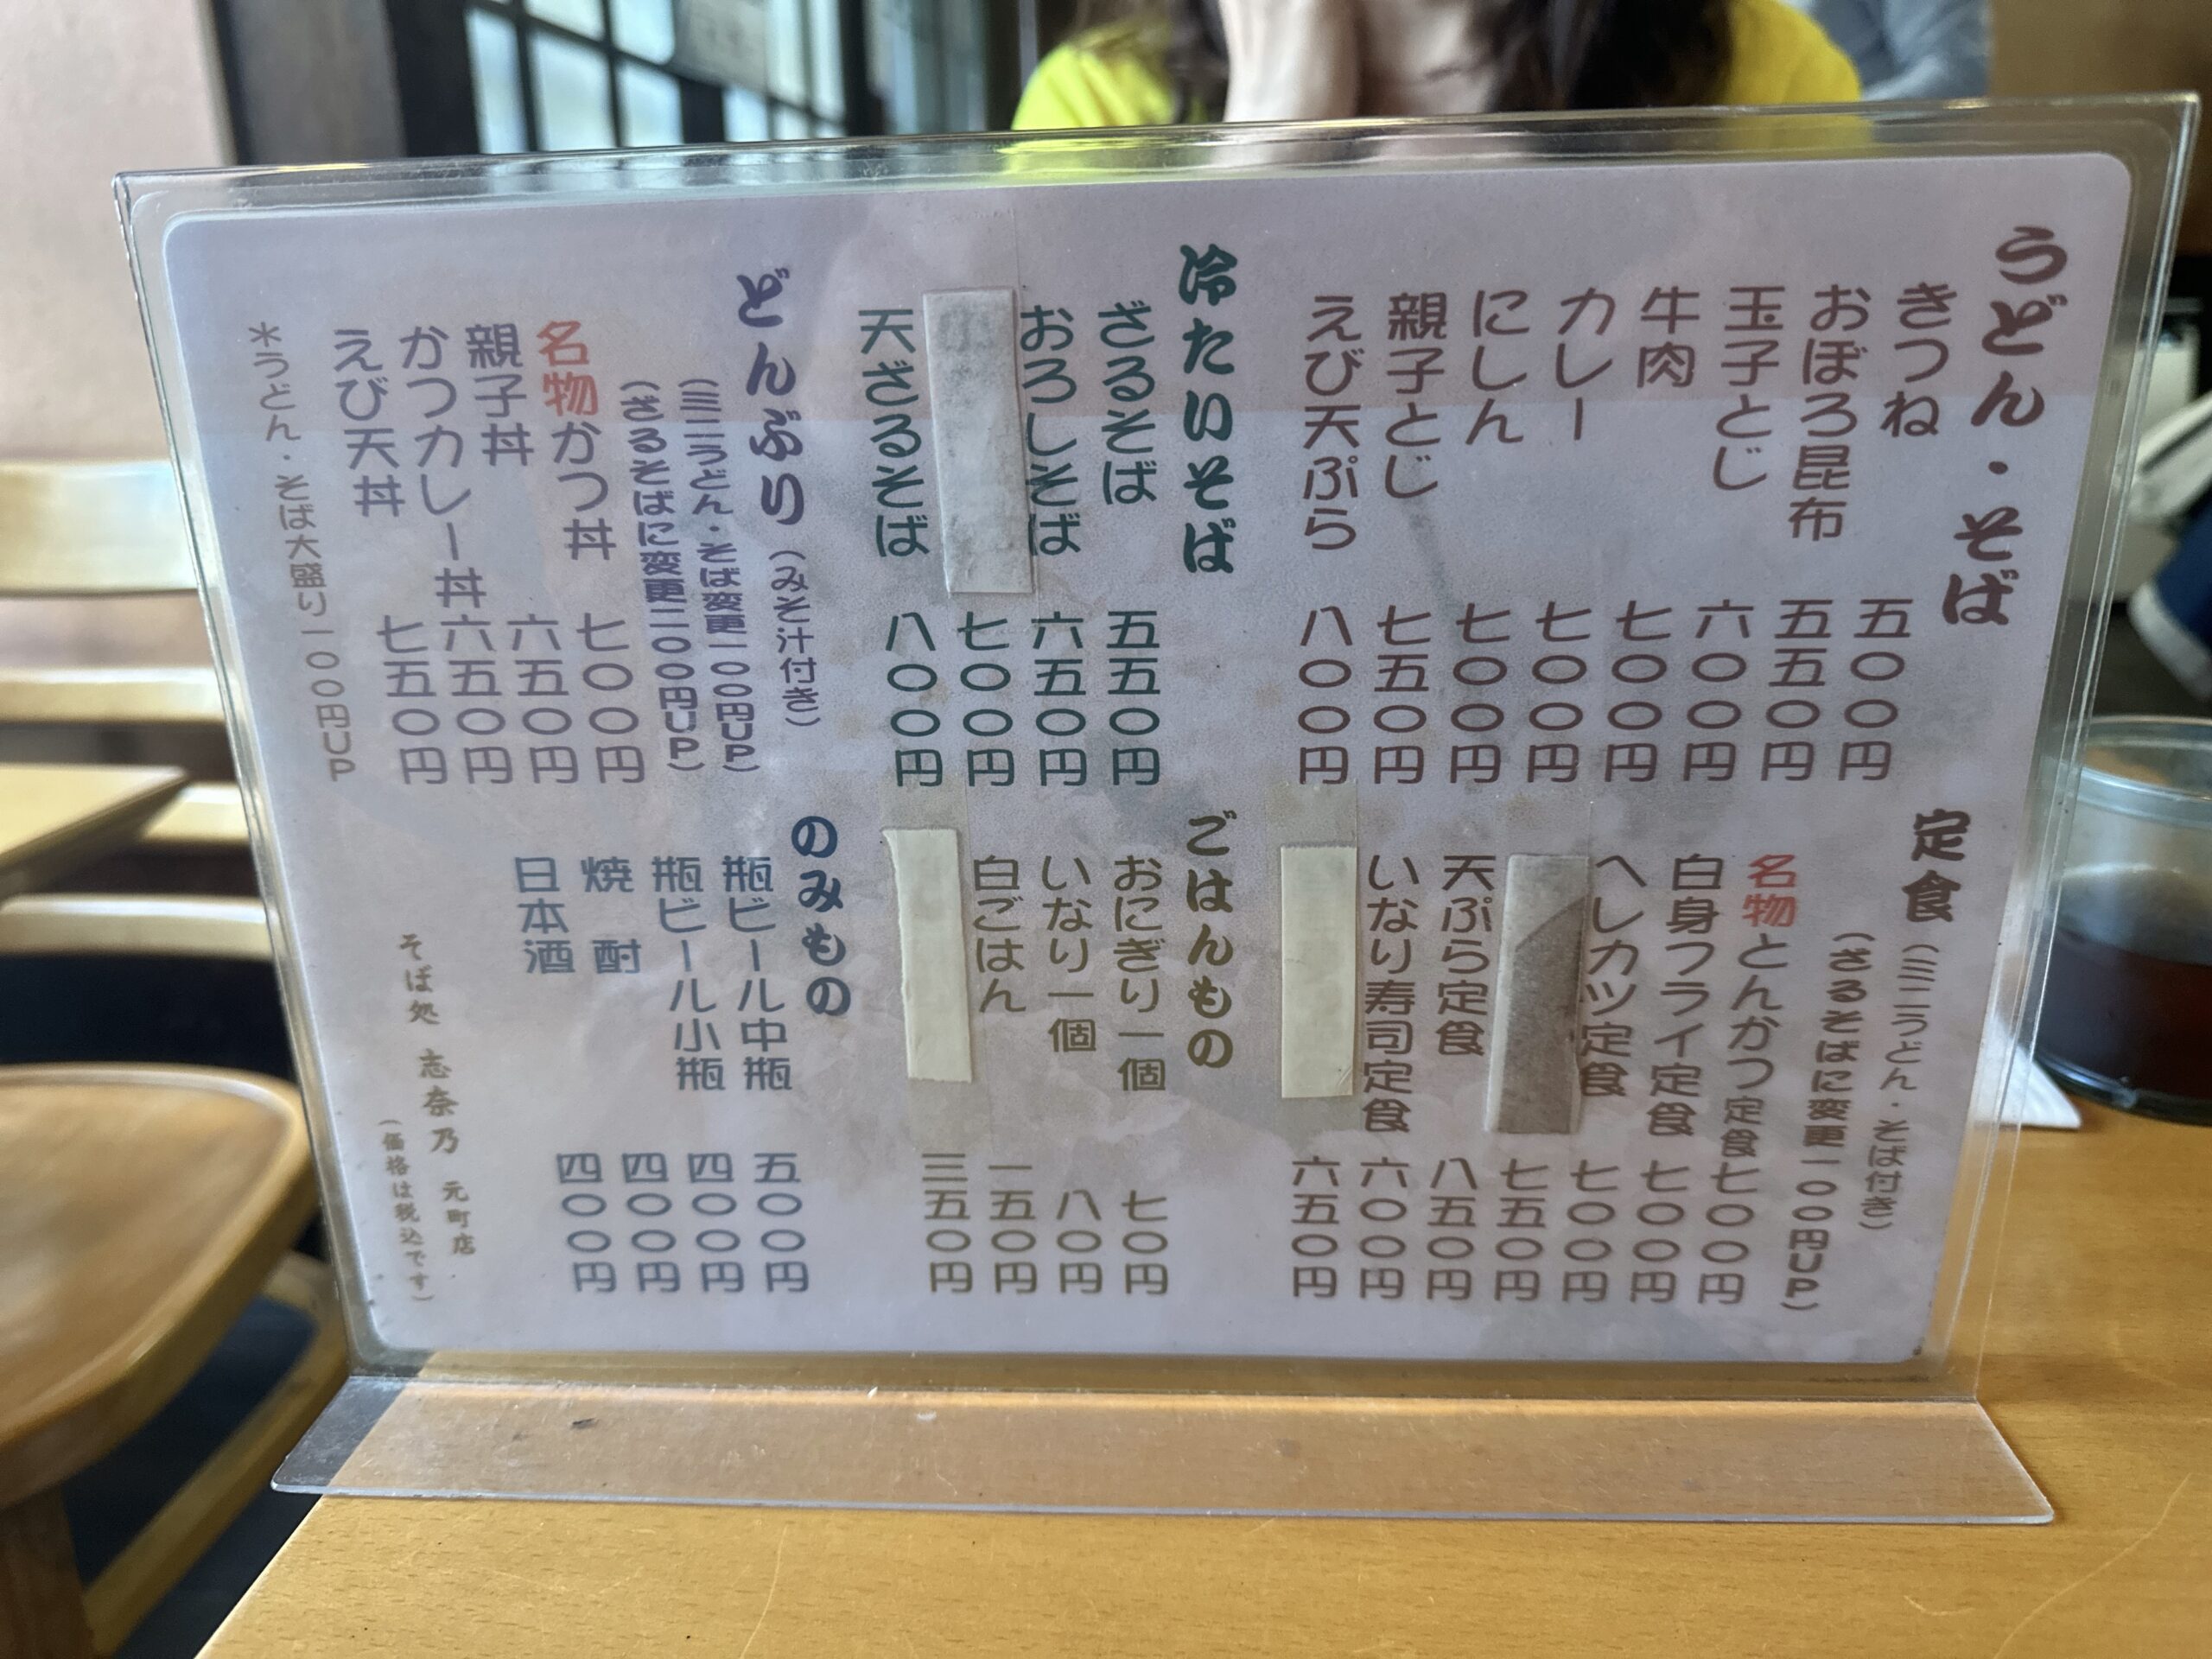 うどん・そば
きつね 五〇〇円
おぼろ昆布 五五〇円
玉子とじ 六〇〇円
牛肉 七〇〇円
カレー 七〇〇円
にしん 七〇〇円
親子とじ 七五〇円
えび天ぷら 八〇〇円
冷たいそば
ざるそば 五五〇円
おろしそば 六五〇円
七〇〇円
天ざるそば 八〇〇円
どんぶり（みそ汁付き）
（ミニうどん・そば変更一〇〇円UP）
（ざるそばに変更二〇〇円UP）
名物かつ丼 七〇〇円
親子丼 六五〇円
かつカレー丼 六五〇円
えび天丼 七五〇円
＊うどん・そば大盛り一〇〇円UP
定食
（ミニうどん・そば付き）
（ざるそばに変更一〇〇円UP）
名物とんかつ定食 七〇〇円
白身フライ定食 七〇〇円
ヘレカツ定食 七〇〇円
七五〇円
天ぷら定食 八五〇円
いなり寿司定食 六〇〇円
六五〇円
ごはんもの
おにぎり一個 七〇円
いなり一個 八〇円
白ごはん 一五〇円
三五〇円
のみもの
瓶ビール中瓶 五〇〇円
瓶ビール小瓶 四〇〇円
焼酎 四〇〇円
日本酒 四〇〇円
そば処 志奈乃 元町店
（価格は税込です）